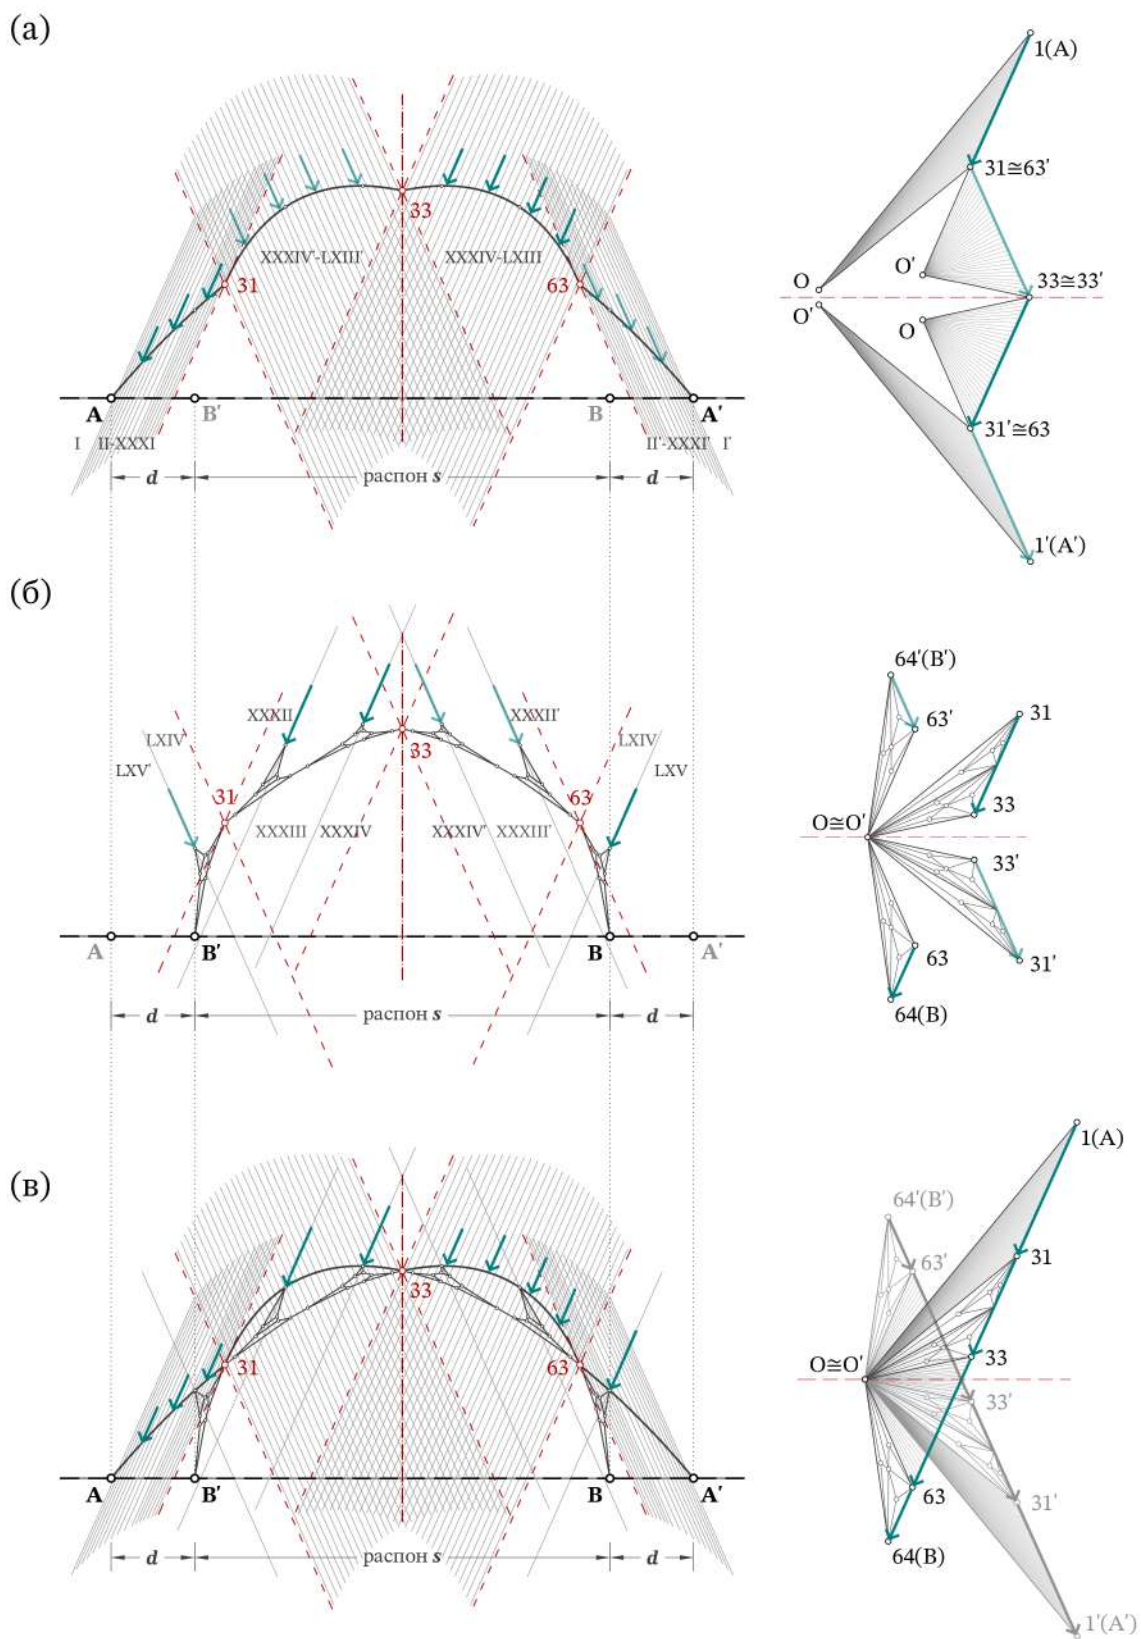 (а)
1(A)
31≅63'
33
XXXIV'-LXIII' XXXIV-LXIII
31 63
O O' 33≅33'
O' O
A B' B A'
31'≅63
I II-XXXI II'-XXXI' I'
d распон s d
1'(A')
(б)
64'(B')
XXXII XXXII' 63' 31
LXIV' LXIV
33
LXV' LXV
31 63 33
O≅O'
XXXIII XXXIV XXXIV' XXXIII'
33'
A B' B A'
63 31'
d распон s d
64(B)
1(A)
(в)
64'(B')
63' 31
33
31 63 33
O≅O'
33'
A B' B A'
63 31'
d распон s d
64(B)
1'(A')